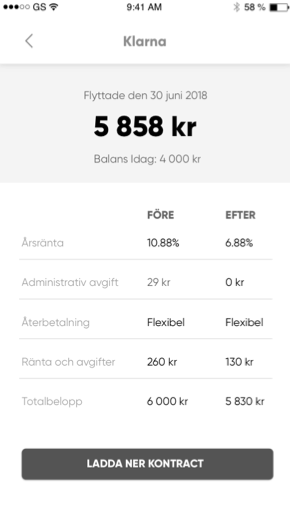 GS 9:41 AM 58 %
Klarna
Flyttade den 30 juni 2018
5 858 kr
Balans Idag: 4 000 kr
FÖRE EFTER
Årsränta 10.88% 6.88%
Administrativ avgift 29 kr 0 kr
Återbetalning Flexibel Flexibel
Ränta och avgifter 260 kr 130 kr
Totalbelopp 6 000 kr 5 830 kr
LADDA NER KONTRACT